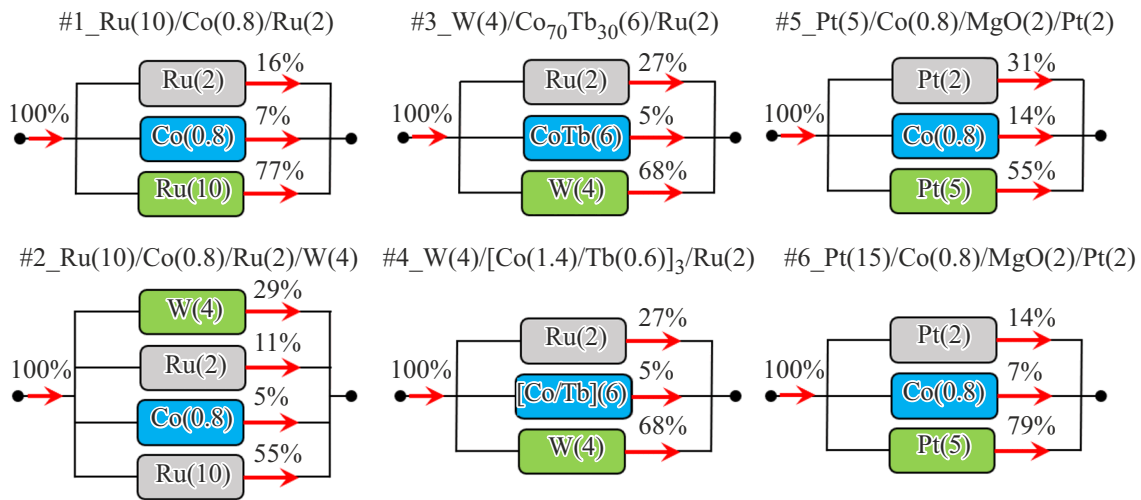 #1_Ru(10)/Co(0.8)/Ru(2)
16%
Ru(2)
100%
7%
Co(0.8)
77%
Ru(10)
#3_W(4)/Co₇₀Tb₃₀(6)/Ru(2)
27%
Ru(2)
100%
5%
CoTb(6)
68%
W(4)
#5_Pt(5)/Co(0.8)/MgO(2)/Pt(2)
31%
Pt(2)
100%
14%
Co(0.8)
55%
Pt(5)
#2_Ru(10)/Co(0.8)/Ru(2)/W(4)
29%
W(4)
11%
Ru(2)
100%
5%
Co(0.8)
55%
Ru(10)
#4_W(4)/[Co(1.4)/Tb(0.6)]₃/Ru(2)
27%
Ru(2)
100%
5%
[Co/Tb](6)
68%
W(4)
#6_Pt(15)/Co(0.8)/MgO(2)/Pt(2)
14%
Pt(2)
100%
7%
Co(0.8)
79%
Pt(5)